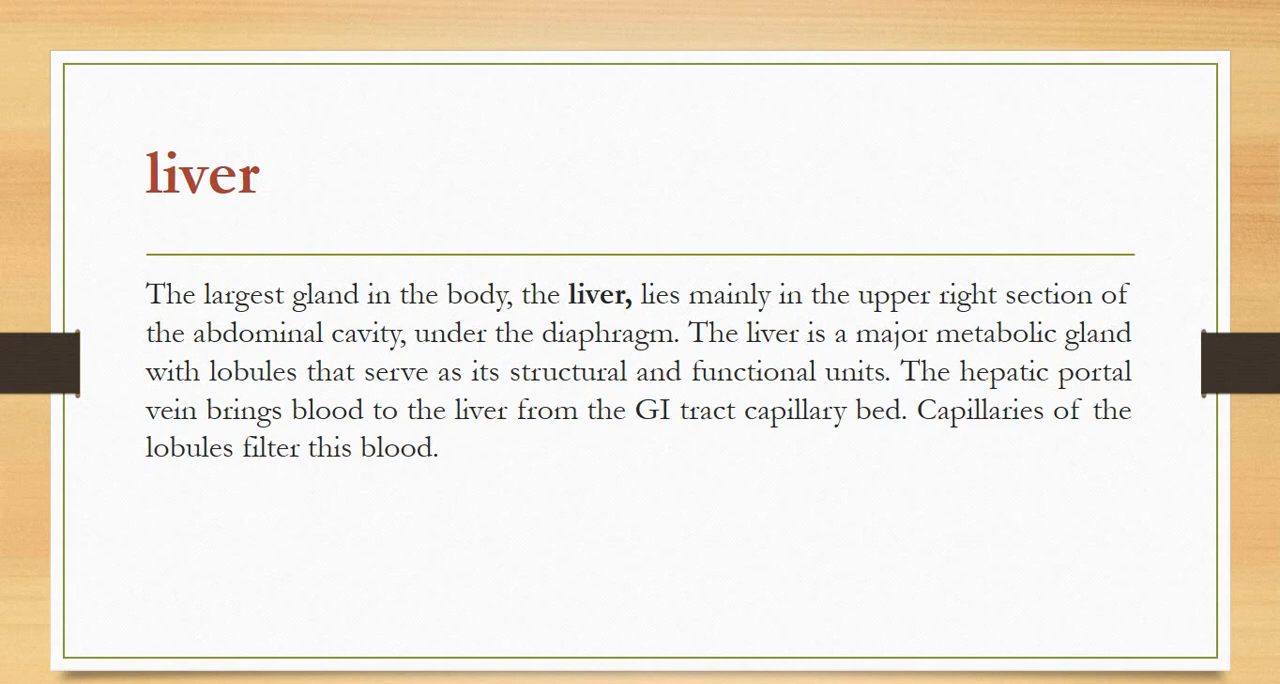 liver
The largest gland in the body, the liver, lies mainly in the upper right section of
the abdominal cavity, under the diaphragm. The liver is a major metabolic gland
with lobules that serve as its structural and functional units. The hepatic portal
vein brings blood to the liver from the GI tract capillary bed. Capillaries of the
lobules filter this blood.